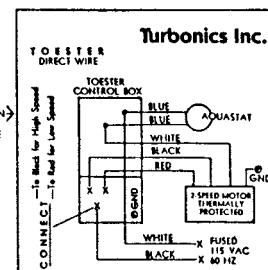 Turbonics Inc.
TOESTER
DIRECT WIRE
TOESTER
CONTROL BOX
BLUE
BLUE
AQUASTAT
WHITE
BLACK
RED
GND
2-SPEED MOTOR
THERMALLY
PROTECTED
GND
X X
X
CONNECT
To Black for High Speed
To Red for Low Speed
WHITE
X FUSED
115 VAC
BLACK
X 60 HZ